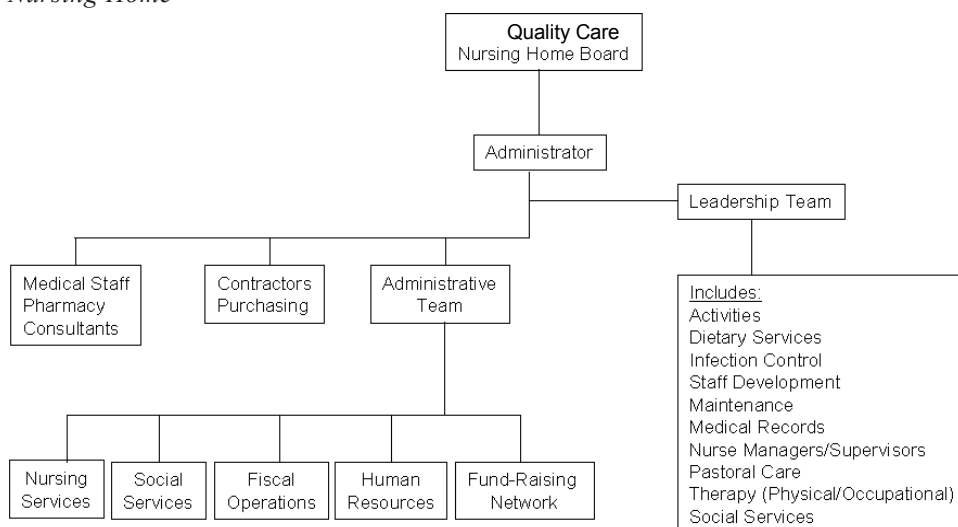 Nursing Home
Quality Care
Nursing Home Board
Administrator
Leadership Team
Medical Staff
Pharmacy
Consultants
Contractors
Purchasing
Administrative
Team
Includes:
Activities
Dietary Services
Infection Control
Staff Development
Maintenance
Medical Records
Nurse Managers/Supervisors
Pastoral Care
Therapy (Physical/Occupational)
Social Services
Nursing
Services
Social
Services
Fiscal
Operations
Human
Resources
Fund-Raising
Network